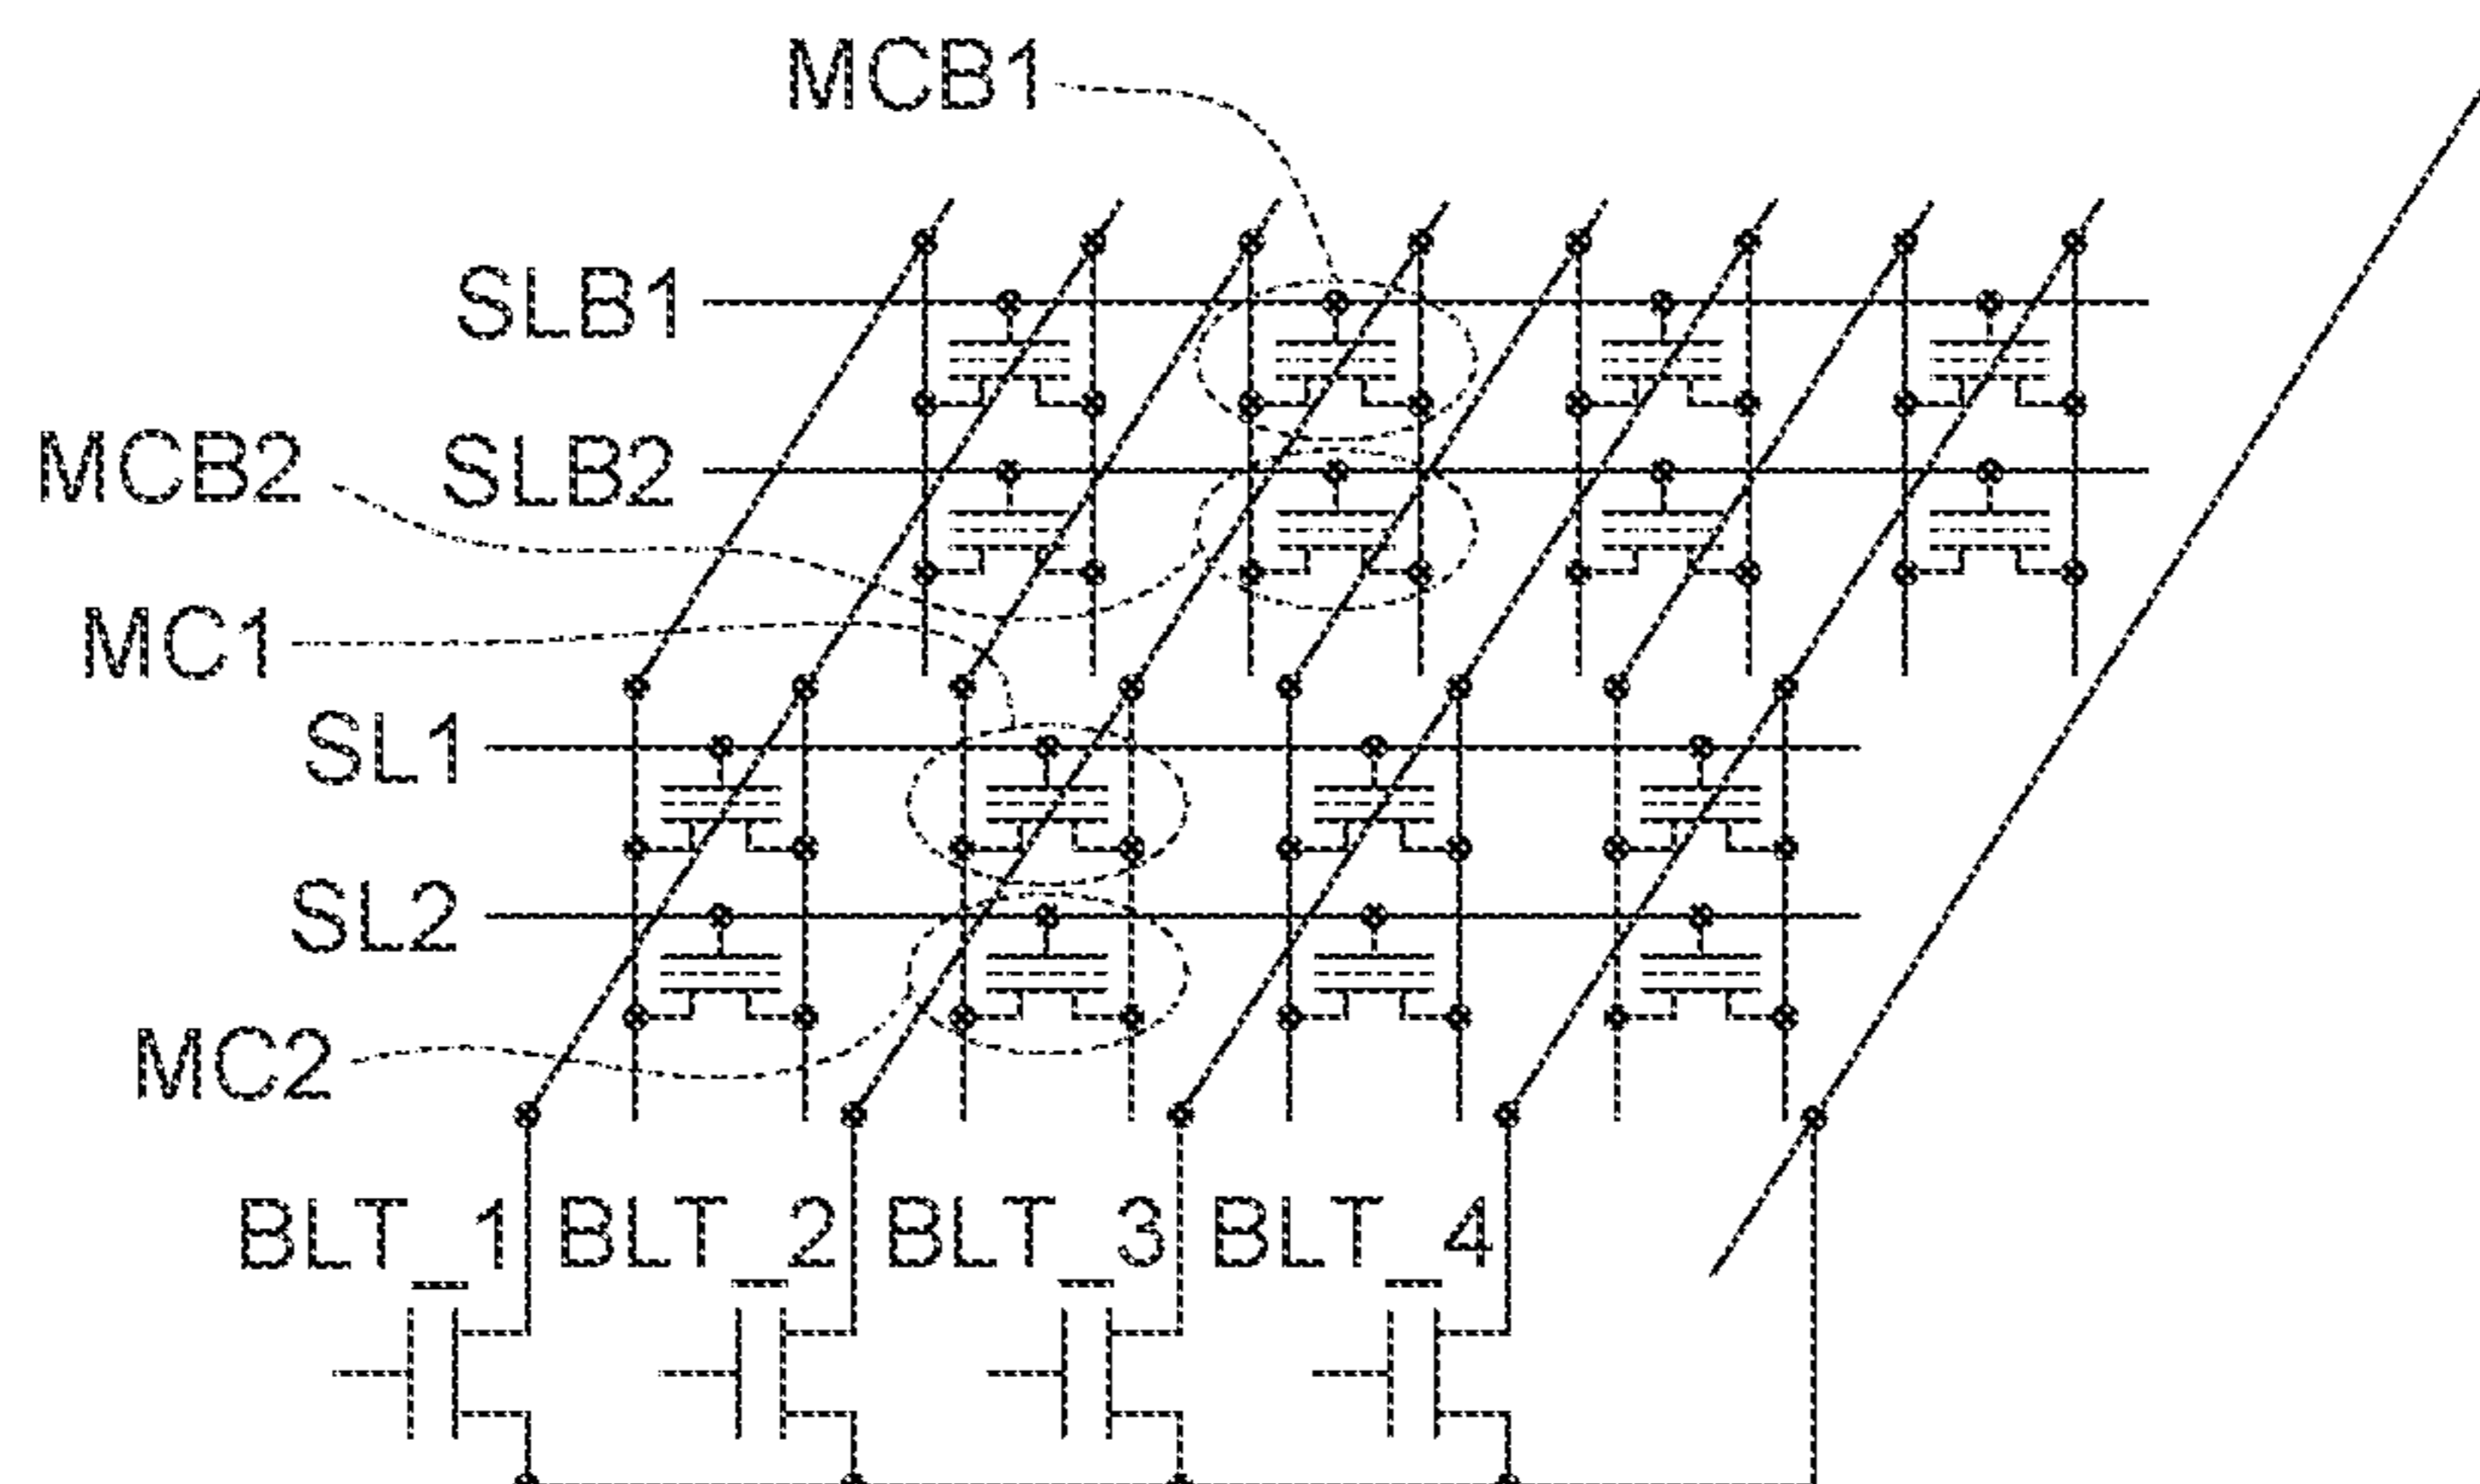 MCB1
SLB1
MCB2 SLB2
MC1
SL1
SL2
MC2
BLT_1 BLT_2 BLT_3 BLT_4